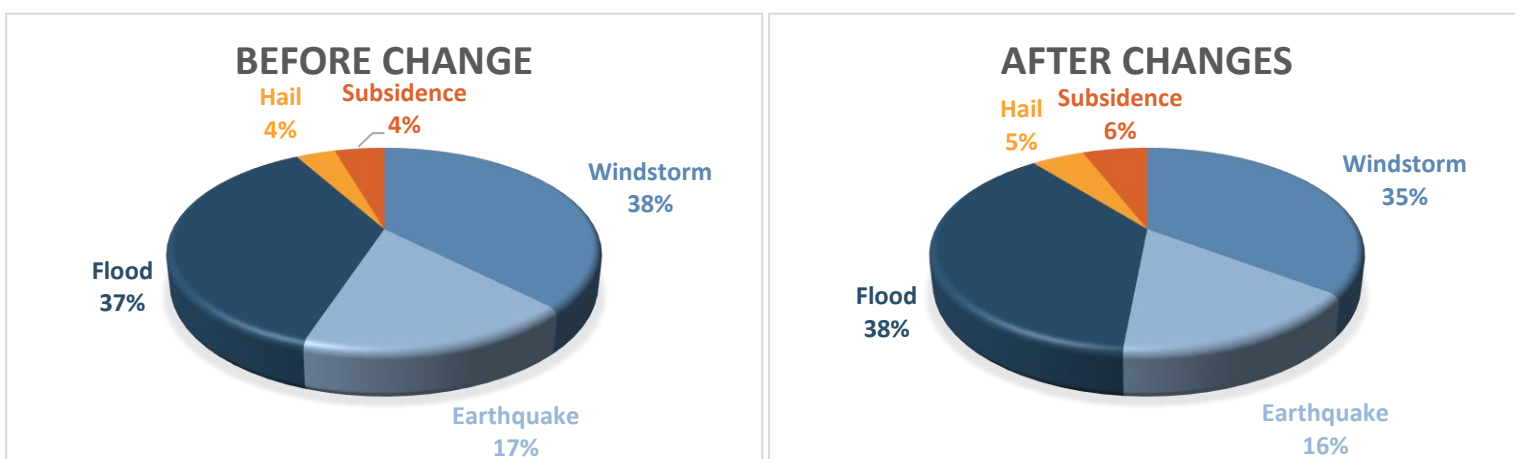 BEFORE CHANGE
Hail
4%
Subsidence
4%
Windstorm
38%
Flood
37%
Earthquake
17%
AFTER CHANGES
Hail
5%
Subsidence
6%
Windstorm
35%
Flood
38%
Earthquake
16%